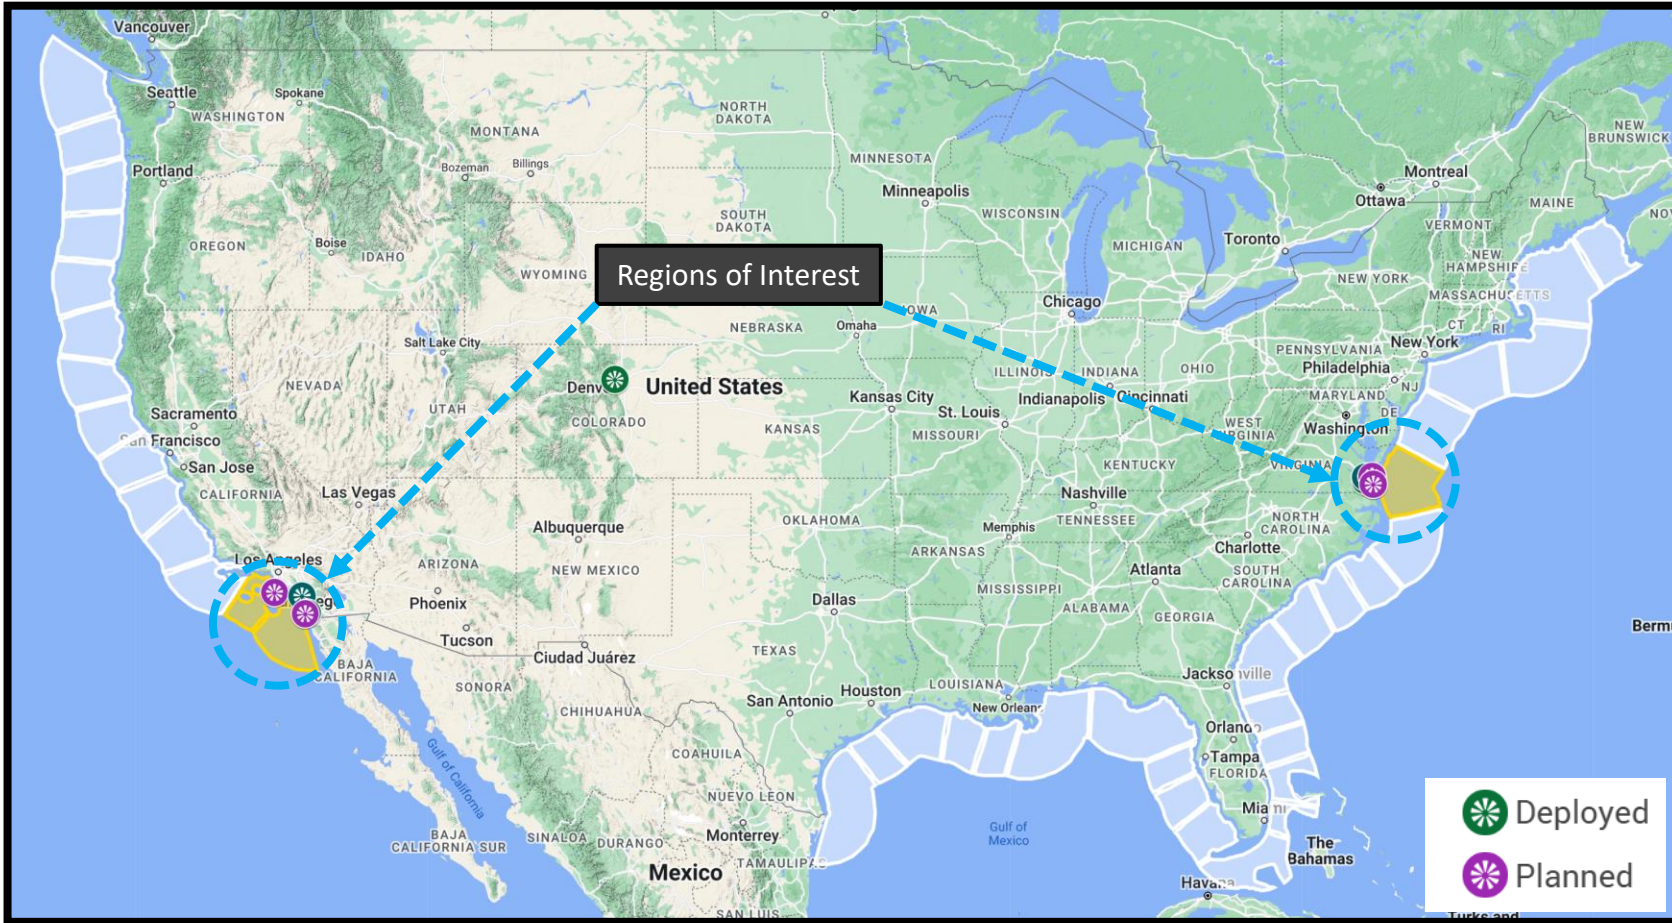 Vancouver
Seattle
Spokane
WASHINGTON
NORTH
DAKOTA
MONTANA
NEW
BRUNSWICK
MINNESOTA
Bozeman
Billings
Portland
Montreal
Ottawa
Minneapolis
MAINE
SOUTH
DAKOTA
WISCONSIN
VERMONT
OREGON
Boise
IDAHO
MICHIGAN
Toronto
NEW
HAMPSHIRE
WYOMING
Regions of Interest
NEW YORK
MASSACHUSETTS
Chicago
IOWA
NEBRASKA
Omaha
CT
RI
Salt Lake City
New York
PENNSYLVANIA
Philadelphia
NEVADA
Denv
United States
ILLINOIS
INDIANA
OHIO
NJ
UTAH
Kansas City
Indianapolis
Cincinnati
MARYLAND
Sacramento
COLORADO
St. Louis
DE
San Francisco
KANSAS
MISSOURI
WEST
VIRGINIA
Washington
San Jose
KENTUCKY
VIRGINIA
CALIFORNIA
Las Vegas
Nashville
Albuquerque
OKLAHOMA
Memphis
TENNESSEE
NORTH
CAROLINA
Los Angeles
ARKANSAS
Charlotte
ARIZONA
NEW MEXICO
Atlanta
SOUTH
CAROLINA
Phoenix
Dallas
MISSISSIPPI
ALABAMA
GEORGIA
Tucson
Ciudad Juárez
TEXAS
BAJA
CALIFORNIA
SONORA
San Antonio
Houston
LOUISIANA
Jacksonville
CHIHUAHUA
New Orleans
Orlando
Gulf of California
COAHUILA
Tampa
FLORIDA
NUEVO LEON
Miami
BAJA
CALIFORNIA SUR
SINALOA
DURANGO
Monterrey
Gulf of
Mexico
The
Bahamas
Mexico
TAMAULIPAS
Havana
SAN LUIS
Turks and
Deployed
Planned